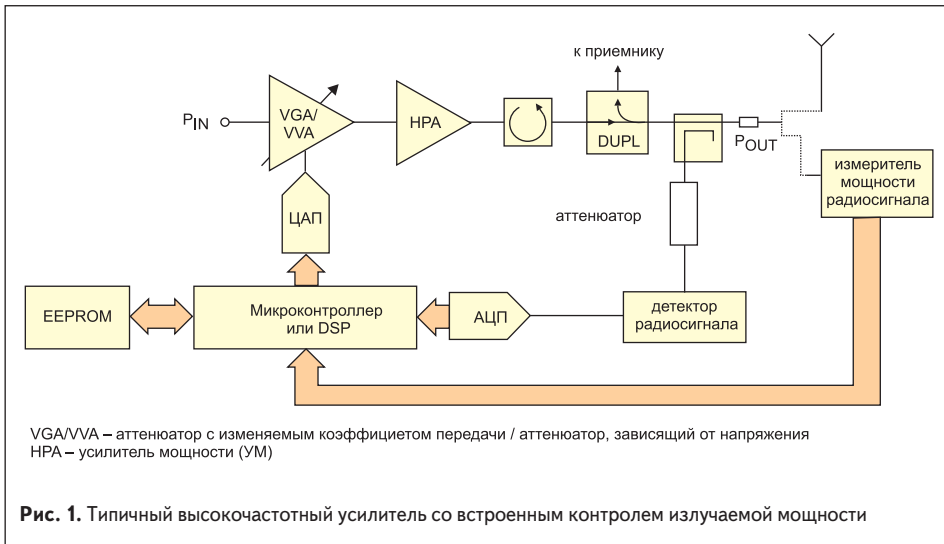 к приемнику
PIN
VGA/
VVA
HPA
DUPL
POUT
измеритель
мощности
радиосигнала
ЦАП
аттенюатор
EEPROM
Микроконтроллер
или DSP
АЦП
детектор
радиосигнала
VGA/VVA – аттенюатор с изменяемым коэффициетом передачи / аттенюатор, зависящий от напряжения
HPA – усилитель мощности (УМ)
Рис. 1. Типичный высокочастотный усилитель со встроенным контролем излучаемой мощности